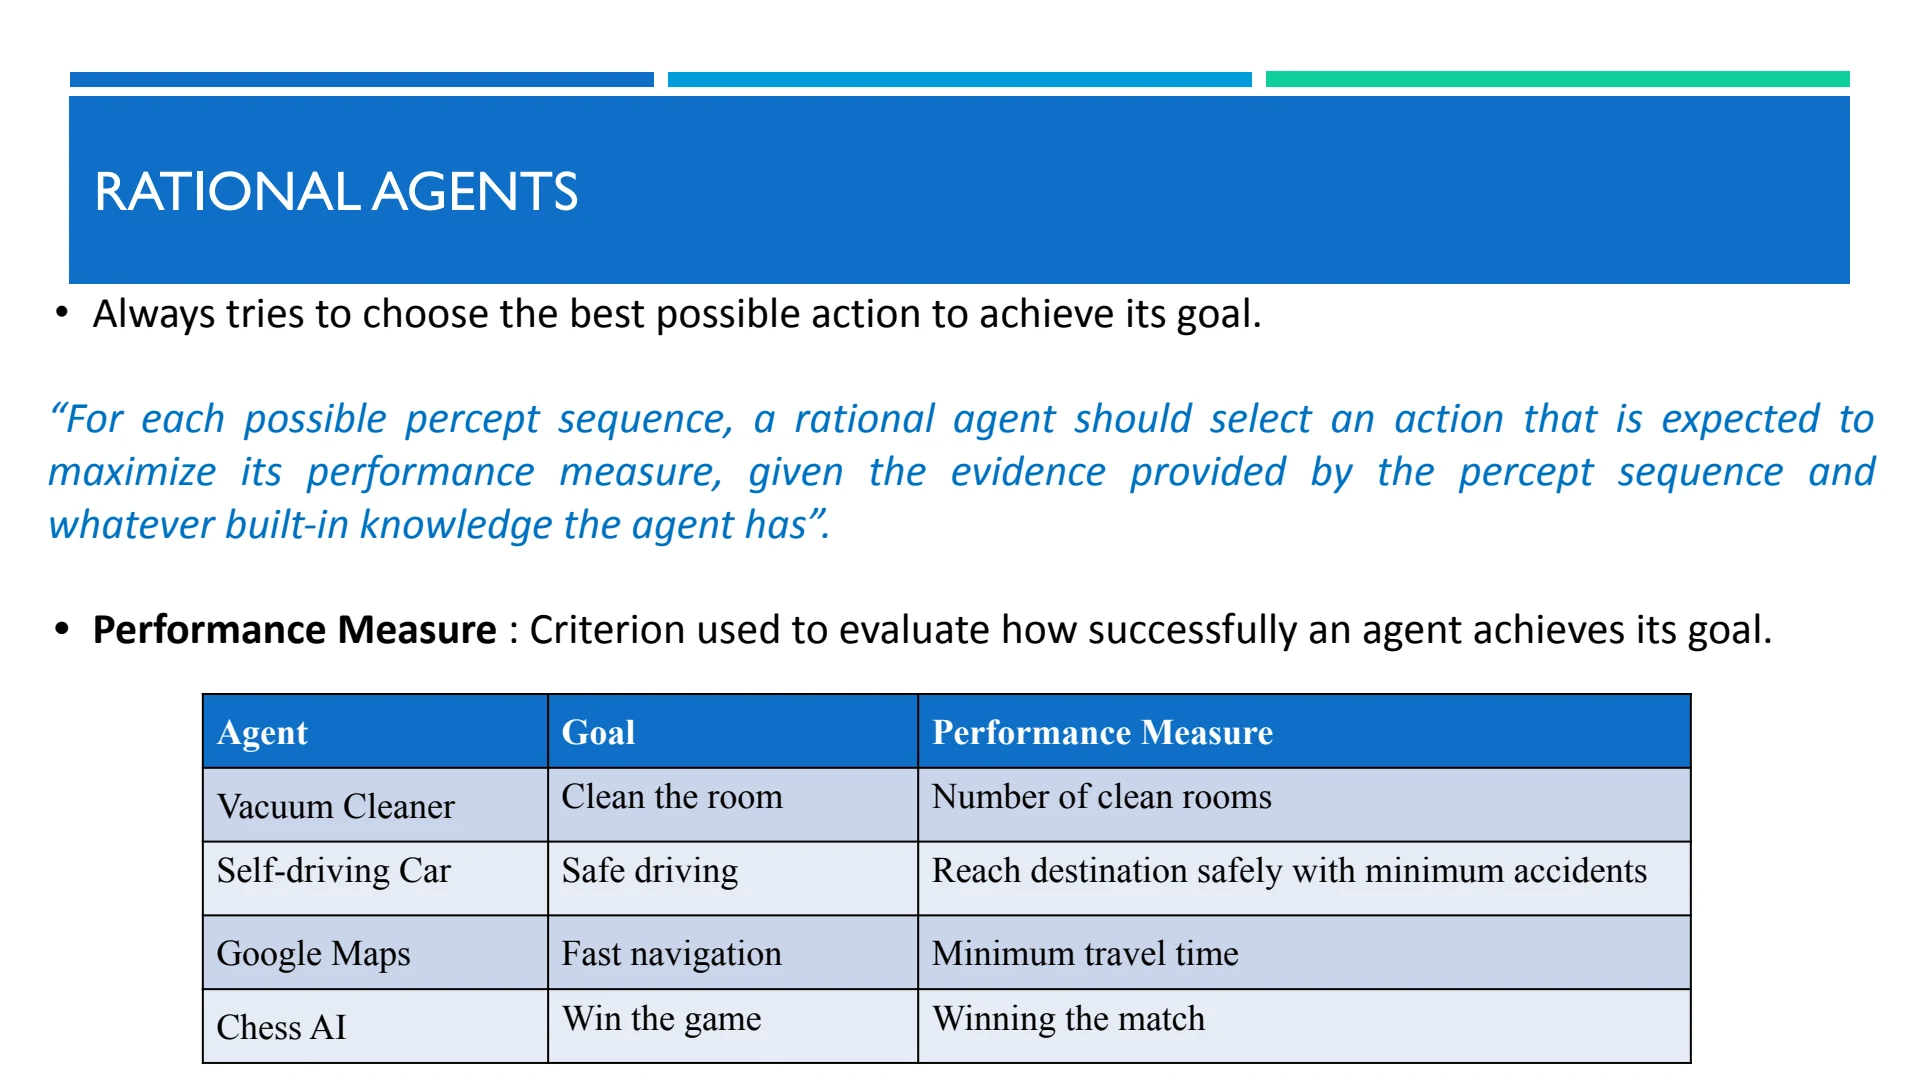 RATIONAL AGENTS
• Always tries to choose the best possible action to achieve its goal.
“For each possible percept sequence, a rational agent should select an action that is expected to
maximize its performance measure, given the evidence provided by the percept sequence and
whatever built-in knowledge the agent has”.
• Performance Measure : Criterion used to evaluate how successfully an agent achieves its goal.
Agent Goal Performance Measure
Vacuum Cleaner Clean the room Number of clean rooms
Self-driving Car Safe driving Reach destination safely with minimum accidents
Google Maps Fast navigation Minimum travel time
Chess AI Win the game Winning the match